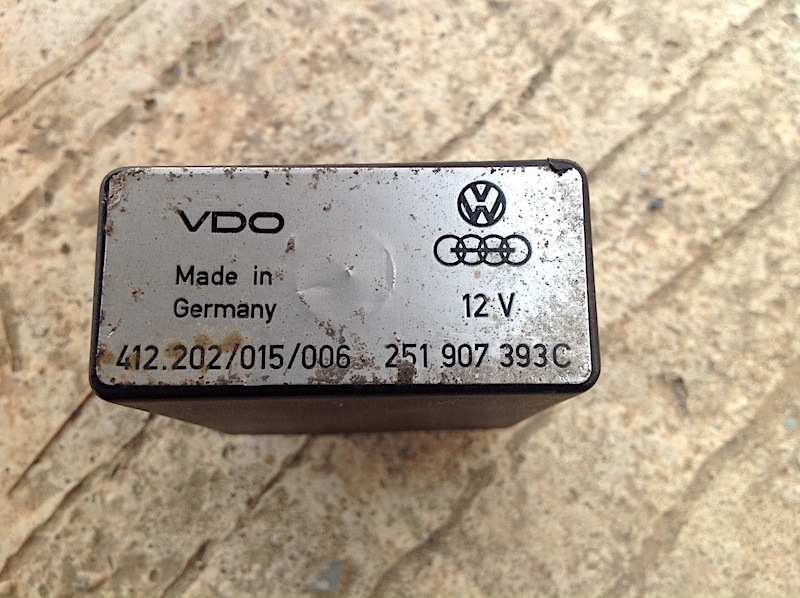 VDO
Made in
Germany
12 V
412.202/015/006 251 907 393C